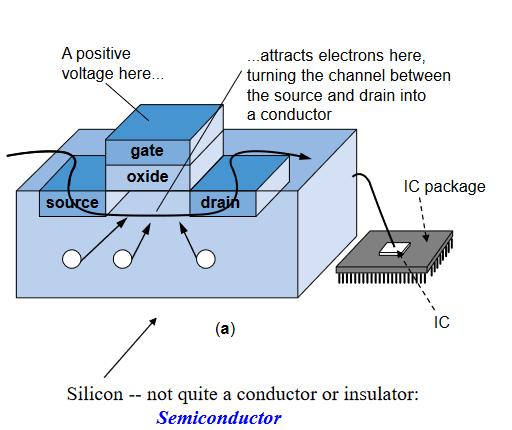 A positive
voltage here...
...attracts electrons here,
turning the channel between
the source and drain into
a conductor
gate
oxide
source
drain
IC package
IC
(a)
Silicon -- not quite a conductor or insulator:
Semiconductor